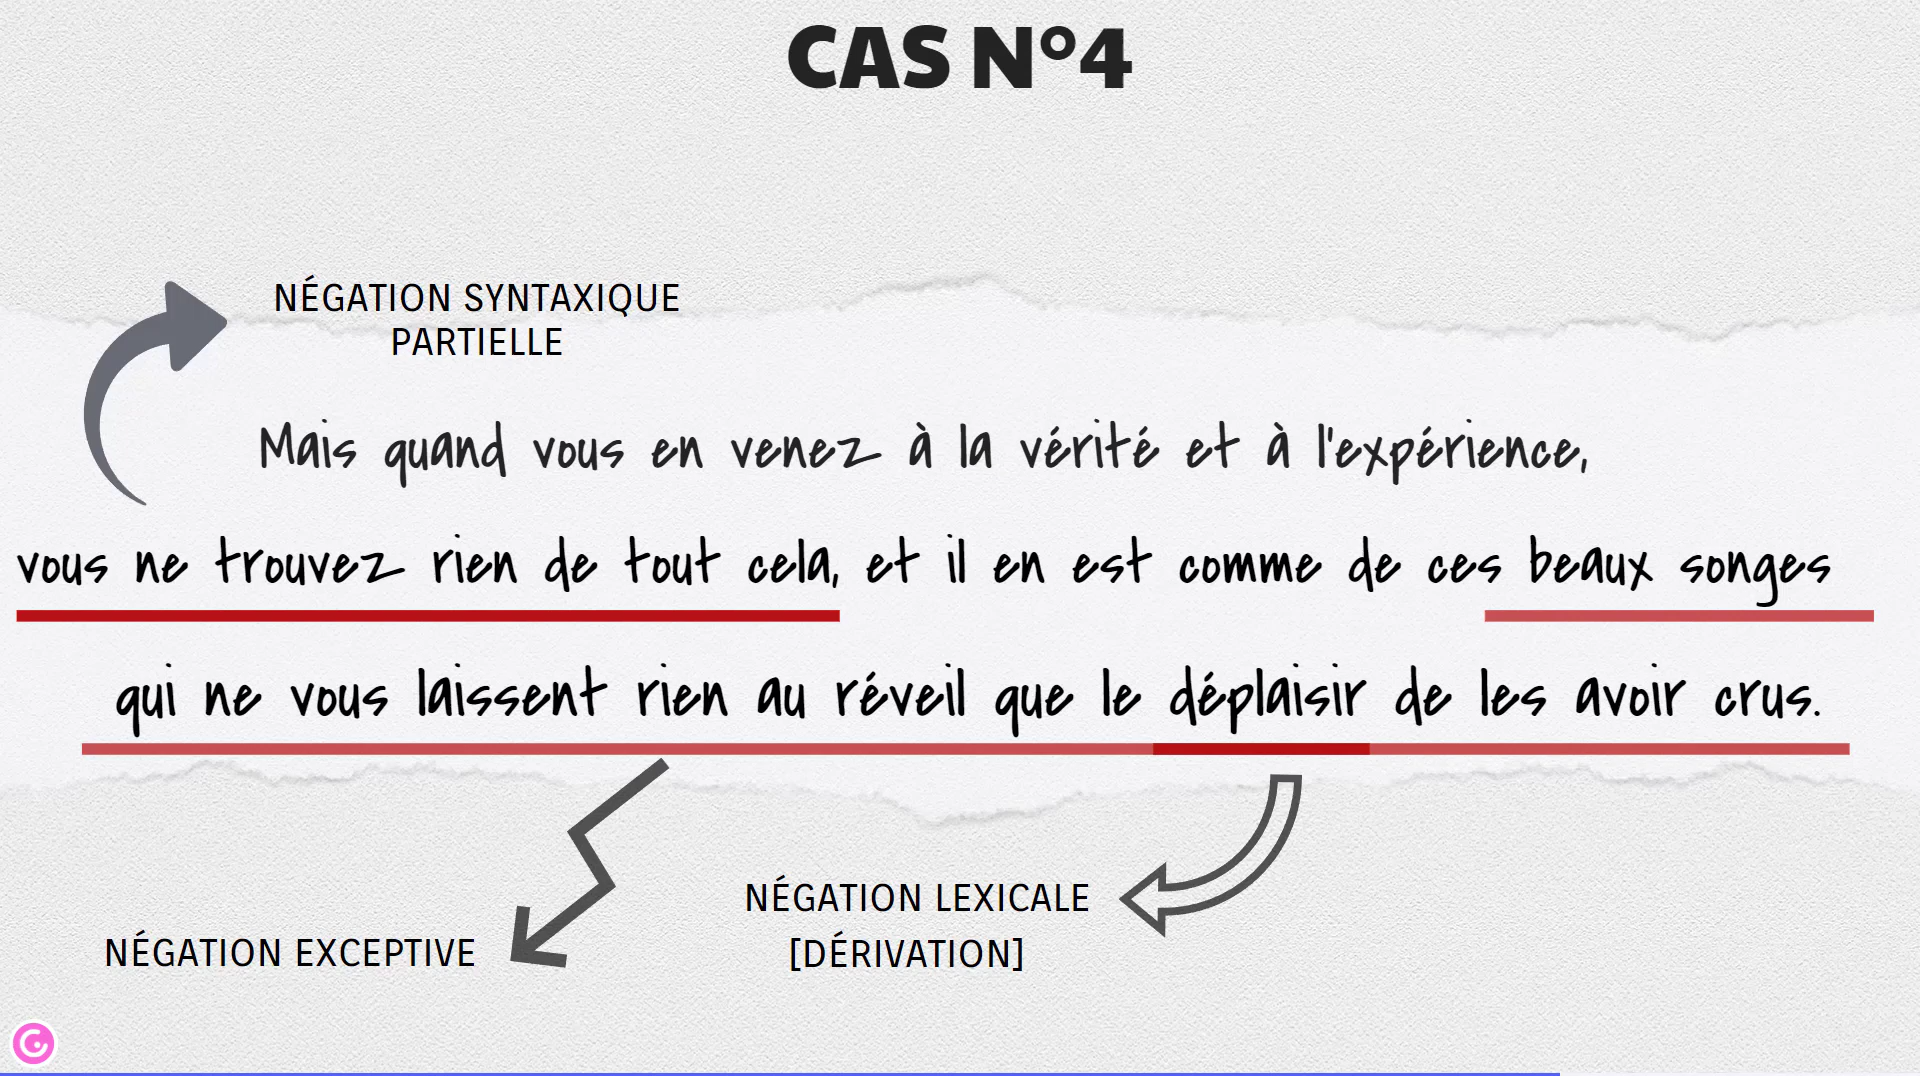 CAS N°4
NÉGATION SYNTAXIQUE
PARTIELLE
Mais quand vous en venez à la vérité et à l'expérience,
vous ne trouvez rien de tout cela, et il en est comme de ces beaux songes
qui ne vous laissent rien au réveil que le déplaisir de les avoir crus.
NÉGATION EXCEPTIVE
NÉGATION LEXICALE
[DÉRIVATION]